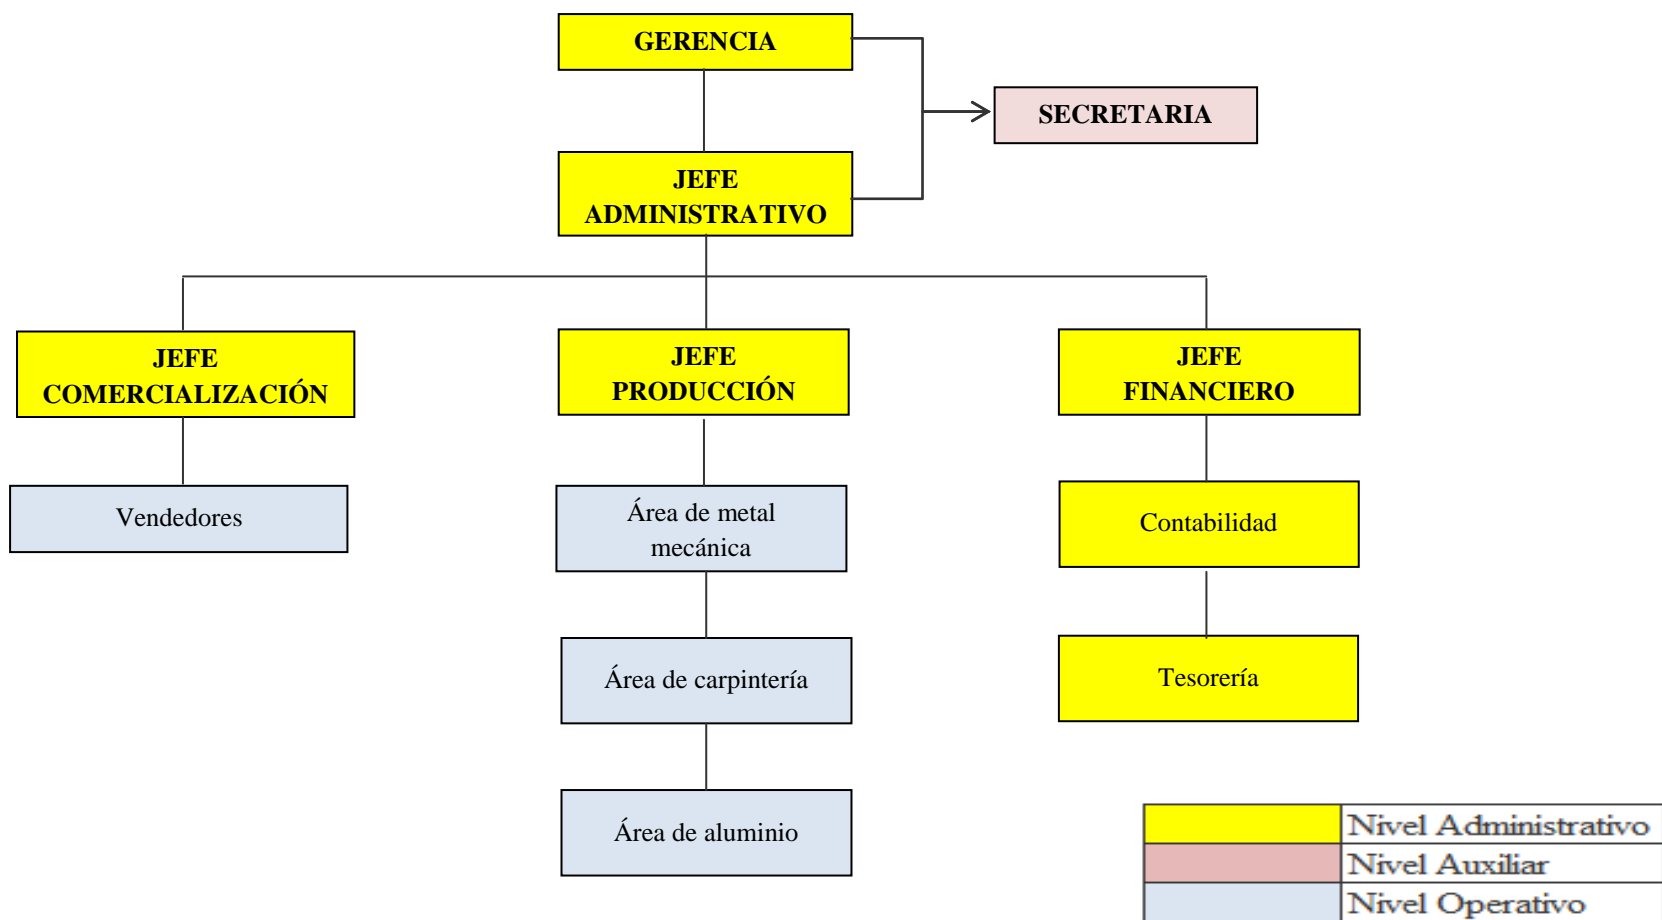 GERENCIA
SECRETARIA
JEFE
ADMINISTRATIVO
JEFE
COMERCIALIZACIÓN
JEFE
PRODUCCIÓN
JEFE
FINANCIERO
Vendedores
Área de metal
mecánica
Contabilidad
Área de carpintería
Tesorería
Área de aluminio
Nivel Administrativo
Nivel Auxiliar
Nivel Operativo